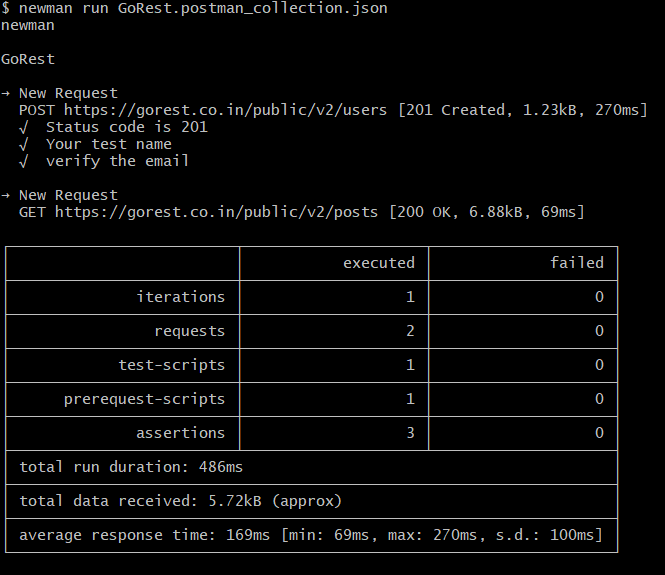 $ newman run GoRest.postman_collection.json
newman
GoRest
→ New Request
POST https://gorest.co.in/public/v2/users [201 Created, 1.23kB, 270ms]
√ Status code is 201
√ Your test name
√ verify the email
→ New Request
GET https://gorest.co.in/public/v2/posts [200 OK, 6.88kB, 69ms]
executed failed
iterations 1 0
requests 2 0
test-scripts 1 0
prerequest-scripts 1 0
assertions 3 0
total run duration: 486ms
total data received: 5.72kB (approx)
average response time: 169ms [min: 69ms, max: 270ms, s.d.: 100ms]